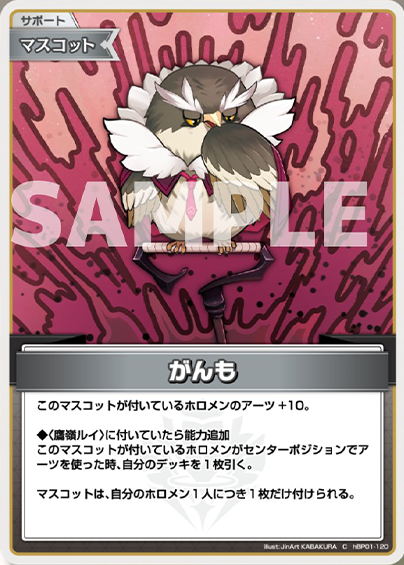 サポート
マスコット
SAMPLE
がんも
このマスコットが付いているホロメンのアーツ+10。
◆〈鷹嶺ルイ〉に付いていたら能力追加
このマスコットが付いているホロメンがセンターポジションでア
ーツを使った時、自分のデッキを1枚引く。
マスコットは、自分のホロメン1人につき1枚だけ付けられる。
Illust:JinArt KABAKURA C hBP01-120